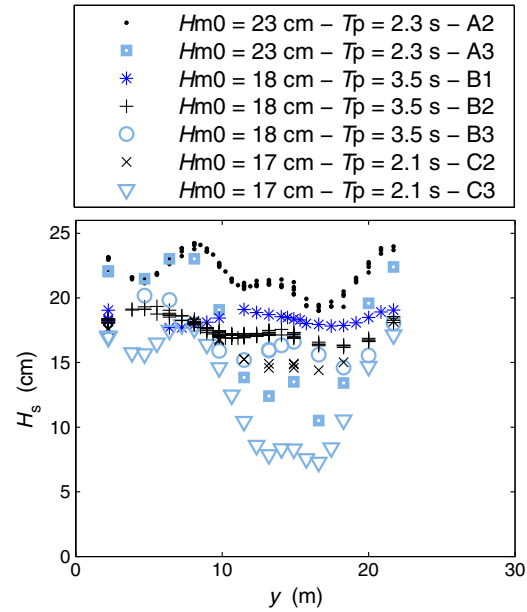 Hm0 = 23 cm – Tp = 2.3 s – A2
Hm0 = 23 cm – Tp = 2.3 s – A3
Hm0 = 18 cm – Tp = 3.5 s – B1
Hm0 = 18 cm – Tp = 3.5 s – B2
Hm0 = 18 cm – Tp = 3.5 s – B3
Hm0 = 17 cm – Tp = 2.1 s – C2
Hm0 = 17 cm – Tp = 2.1 s – C3
25
20
15
10
5
0
Hs (cm)
0 10 20 30
y (m)